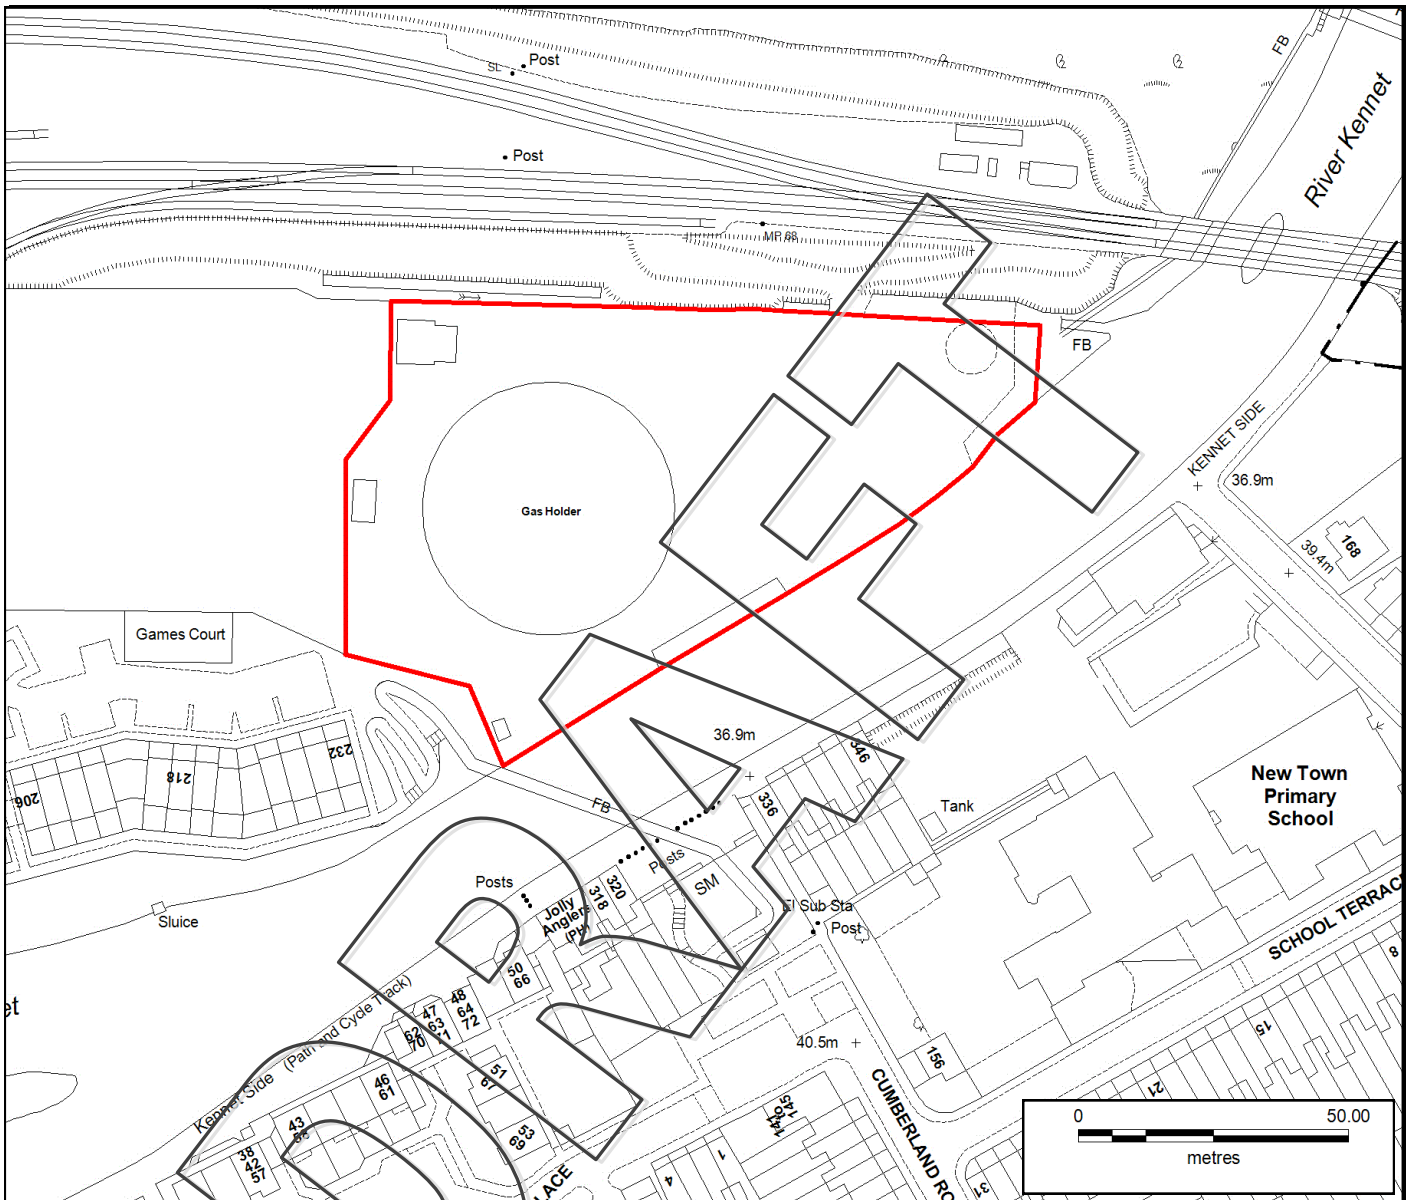 FB
Post
SL
River Kennet
Post
MP 68
FB
KENNET SIDE
36.9m
Gas Holder
39.4m
168
Games Court
232
218
206
36.9m
346
336
Tank
New Town
Primary
School
FB
Posts
Posts
320
318
SM
Jolly
Anglers
(PH)
El Sub Sta
Post
Sluice
SCHOOL TERRACE
8
50
66
48
64
72
47
63
71
62
70
Kennet Side (Path and Cycle Track)
46
61
51
67
43
38
42
57
53
69
40.5m
156
15
21
CUMBERLAND RO
145
141
1
4
31
LACE
0 50.00
metres
DRAFT